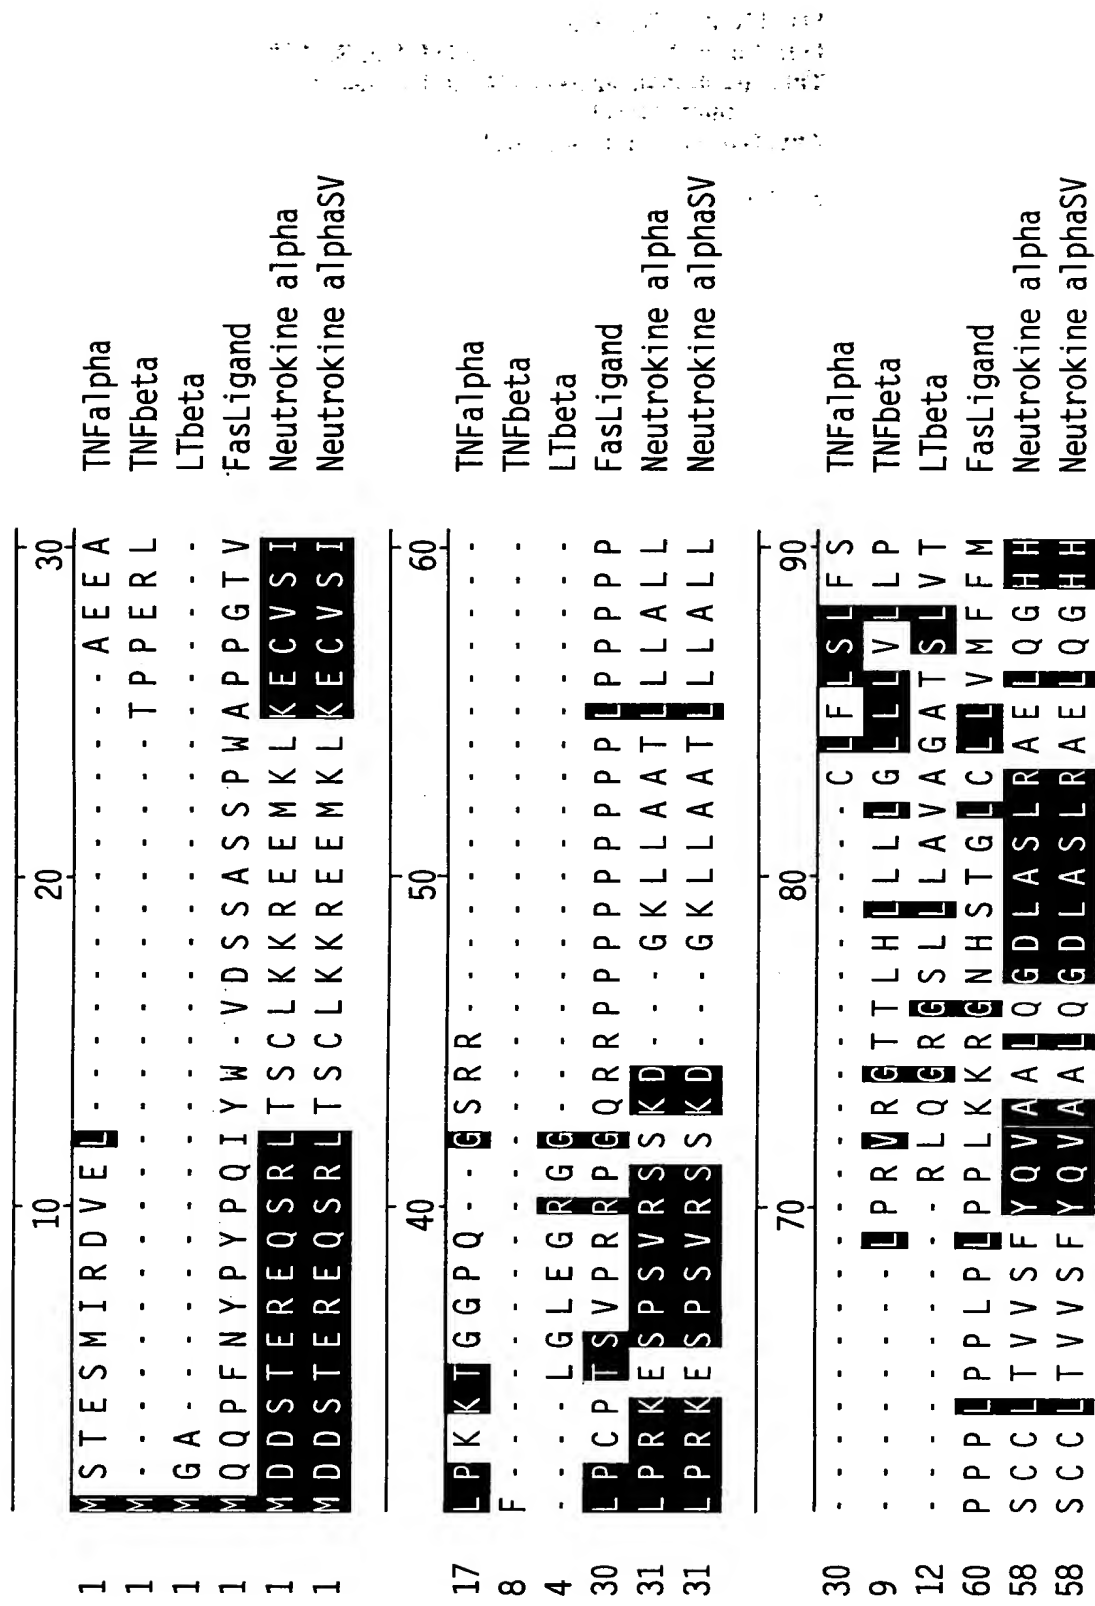 10 20 30
1 M S T E S M I R D V E L - - - - - - - - - - - - - - A E E A TNFalpha
1 M - - - - - - - - - - - - - - - - - - - - - - - T P P E R L TNFbeta
1 M G A - - - - - - - - - - - - - - - - - - - - - - - - - - - LTbeta
1 M Q Q P F N Y P Y P Q I Y W - V D S S A S S P W A P P G T V FasLigand
1 M D D S T E R E Q S R L T S C L K K R E E M K L K E C V S I Neutrokine alpha
1 M D D S T E R E Q S R L T S C L K K R E E M K L K E C V S I Neutrokine alphaSV
40 50 60
17 L P K K T G G P Q - - G S R R - - - - - - - - - - - - - - - TNFalpha
8 F - - - - - - - - - - - - - - - - - - - - - - - - - - - - - TNFbeta
4 - - - - L G L E G R G G - - - - - - - - - - - - - - - - - - LTbeta
30 L P C P T S V P R R P G Q R R P P P P P P P P P L P P P P P FasLigand
31 L P R K E S P S V R S S K D - - - G K L L A A T L L L A L L Neutrokine alpha
31 L P R K E S P S V R S S K D - - - G K L L A A T L L L A L L Neutrokine alphaSV
70 80 90
30 - - - - - - - - - - - - - - - - - - - - - - C L F L S L F S TNFalpha
9 - - - - - - - - L P R V R G T T L H L L L L G L L L V L L P TNFbeta
12 - - - - - - - - - - R L Q G R G S L L L A V A G A T S L V T LTbeta
60 P P P L P P L P L P P L K K R G N H S T G L C L L V M F F M FasLigand
58 S C C L T V V S F Y Q V A A L Q G D L A S L R A E L Q G H H Neutrokine alpha
58 S C C L T V V S F Y Q V A A L Q G D L A S L R A E L Q G H H Neutrokine alphaSV